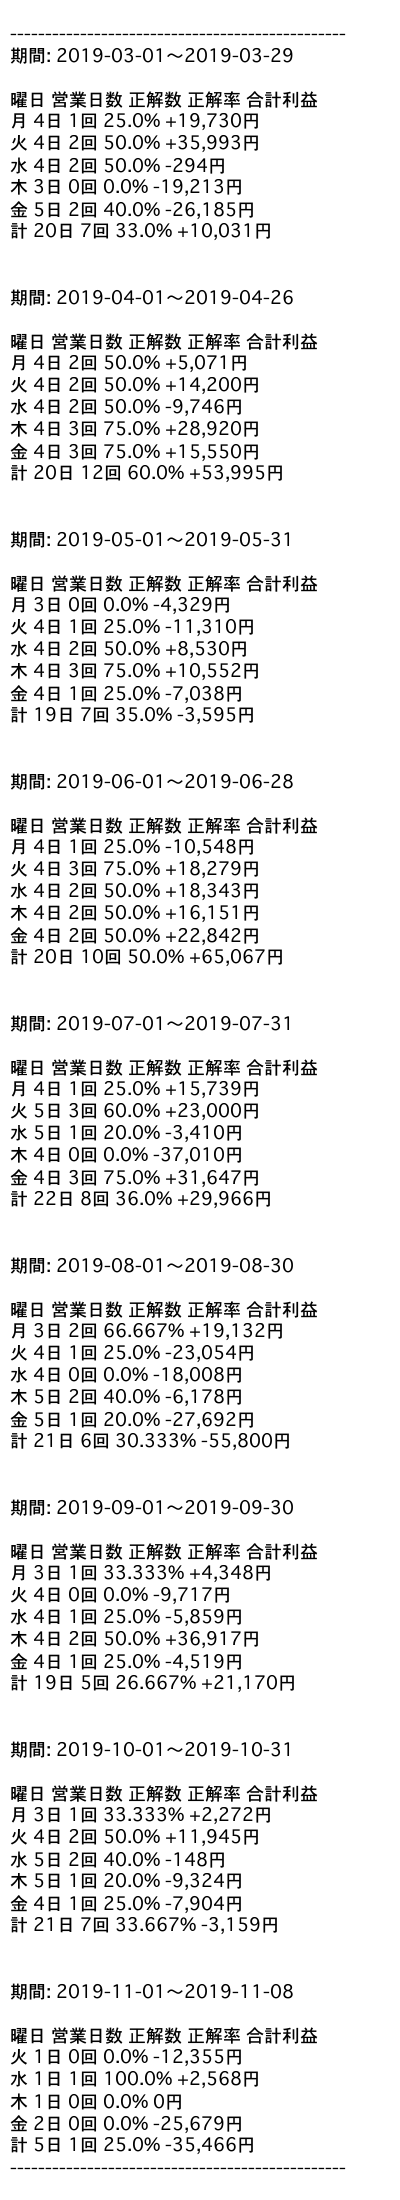 ------------------------------------------------
期間: 2019-03-01～2019-03-29
曜日 営業日数 正解数 正解率 合計利益
月 4日 1回 25.0% +19,730円
火 4日 2回 50.0% +35,993円
水 4日 2回 50.0% -294円
木 3日 0回 0.0% -19,213円
金 5日 2回 40.0% -26,185円
計 20日 7回 33.0% +10,031円
期間: 2019-04-01～2019-04-26
曜日 営業日数 正解数 正解率 合計利益
月 4日 2回 50.0% +5,071円
火 4日 2回 50.0% +14,200円
水 4日 2回 50.0% -9,746円
木 4日 3回 75.0% +28,920円
金 4日 3回 75.0% +15,550円
計 20日 12回 60.0% +53,995円
期間: 2019-05-01～2019-05-31
曜日 営業日数 正解数 正解率 合計利益
月 3日 0回 0.0% -4,329円
火 4日 1回 25.0% -11,310円
水 4日 2回 50.0% +8,530円
木 4日 3回 75.0% +10,552円
金 4日 1回 25.0% -7,038円
計 19日 7回 35.0% -3,595円
期間: 2019-06-01～2019-06-28
曜日 営業日数 正解数 正解率 合計利益
月 4日 1回 25.0% -10,548円
火 4日 3回 75.0% +18,279円
水 4日 2回 50.0% +18,343円
木 4日 2回 50.0% +16,151円
金 4日 2回 50.0% +22,842円
計 20日 10回 50.0% +65,067円
期間: 2019-07-01～2019-07-31
曜日 営業日数 正解数 正解率 合計利益
月 4日 1回 25.0% +15,739円
火 5日 3回 60.0% +23,000円
水 5日 1回 20.0% -3,410円
木 4日 0回 0.0% -37,010円
金 4日 3回 75.0% +31,647円
計 22日 8回 36.0% +29,966円
期間: 2019-08-01～2019-08-30
曜日 営業日数 正解数 正解率 合計利益
月 3日 2回 66.667% +19,132円
火 4日 1回 25.0% -23,054円
水 4日 0回 0.0% -18,008円
木 5日 2回 40.0% -6,178円
金 5日 1回 20.0% -27,692円
計 21日 6回 30.333% -55,800円
期間: 2019-09-01～2019-09-30
曜日 営業日数 正解数 正解率 合計利益
月 3日 1回 33.333% +4,348円
火 4日 0回 0.0% -9,717円
水 4日 1回 25.0% -5,859円
木 4日 2回 50.0% +36,917円
金 4日 1回 25.0% -4,519円
計 19日 5回 26.667% +21,170円
期間: 2019-10-01～2019-10-31
曜日 営業日数 正解数 正解率 合計利益
月 3日 1回 33.333% +2,272円
火 4日 2回 50.0% +11,945円
水 5日 2回 40.0% -148円
木 5日 1回 20.0% -9,324円
金 4日 1回 25.0% -7,904円
計 21日 7回 33.667% -3,159円
期間: 2019-11-01～2019-11-08
曜日 営業日数 正解数 正解率 合計利益
火 1日 0回 0.0% -12,355円
水 1日 1回 100.0% +2,568円
木 1日 0回 0.0% 0円
金 2日 0回 0.0% -25,679円
計 5日 1回 25.0% -35,466円
------------------------------------------------